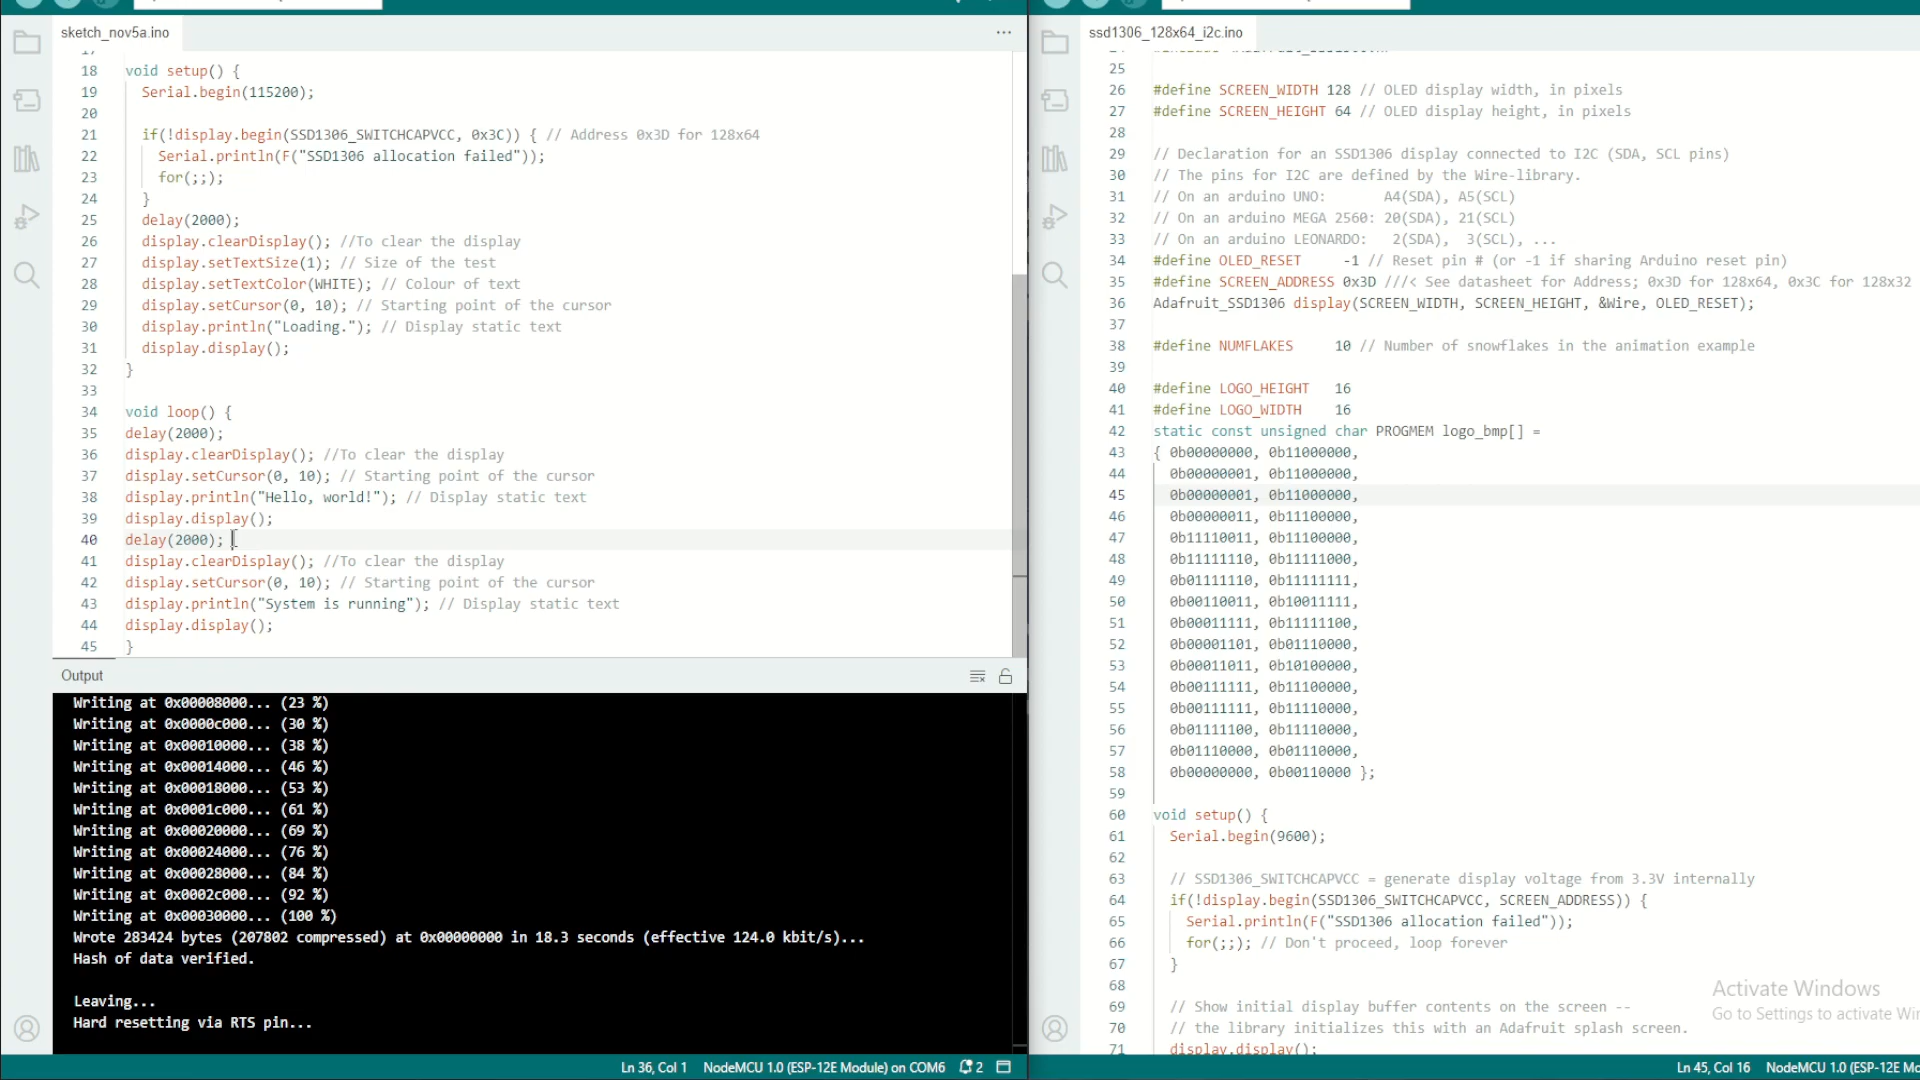 sketch_nov5a.ino
18 void setup() {
19 Serial.begin(115200);
20
21 if(!display.begin(SSD1306_SWITCHCAPVCC, 0x3C)) { // Address 0x3D for 128x64
22 Serial.println(F("SSD1306 allocation failed"));
23 for(;;);
24 }
25 delay(2000);
26 display.clearDisplay(); //To clear the display
27 display.setTextSize(1); // Size of the test
28 display.setTextColor(WHITE); // Colour of text
29 display.setCursor(0, 10); // Starting point of the cursor
30 display.println("Loading."); // Display static text
31 display.display();
32 }
33
34 void loop() {
35 delay(2000);
36 display.clearDisplay(); //To clear the display
37 display.setCursor(0, 10); // Starting point of the cursor
38 display.println("Hello, world!"); // Display static text
39 display.display();
40 delay(2000);
41 display.clearDisplay(); //To clear the display
42 display.setCursor(0, 10); // Starting point of the cursor
43 display.println("System is running"); // Display static text
44 display.display();
45 }
Output
Writing at 0x00008000... (23 %)
Writing at 0x0000c000... (30 %)
Writing at 0x00010000... (38 %)
Writing at 0x00014000... (46 %)
Writing at 0x00018000... (53 %)
Writing at 0x0001c000... (61 %)
Writing at 0x00020000... (69 %)
Writing at 0x00024000... (76 %)
Writing at 0x00028000... (84 %)
Writing at 0x0002c000... (92 %)
Writing at 0x00030000... (100 %)
Wrote 283424 bytes (207802 compressed) at 0x00000000 in 18.3 seconds (effective 124.0 kbit/s)...
Hash of data verified.
Leaving...
Hard resetting via RTS pin...
Ln 36, Col 1 NodeMCU 1.0 (ESP-12E Module) on COM6 2
ssd1306_128x64_i2c.ino
25
26 #define SCREEN_WIDTH 128 // OLED display width, in pixels
27 #define SCREEN_HEIGHT 64 // OLED display height, in pixels
28
29 // Declaration for an SSD1306 display connected to I2C (SDA, SCL pins)
30 // The pins for I2C are defined by the Wire-library.
31 // On an arduino UNO: A4(SDA), A5(SCL)
32 // On an arduino MEGA 2560: 20(SDA), 21(SCL)
33 // On an arduino LEONARDO: 2(SDA), 3(SCL), ...
34 #define OLED_RESET -1 // Reset pin # (or -1 if sharing Arduino reset pin)
35 #define SCREEN_ADDRESS 0x3D ///< See datasheet for Address; 0x3D for 128x64, 0x3C for 128x32
36 Adafruit_SSD1306 display(SCREEN_WIDTH, SCREEN_HEIGHT, &Wire, OLED_RESET);
37
38 #define NUMFLAKES 10 // Number of snowflakes in the animation example
39
40 #define LOGO_HEIGHT 16
41 #define LOGO_WIDTH 16
42 static const unsigned char PROGMEM logo_bmp[] =
43 { 0b00000000, 0b11000000,
44 0b00000001, 0b11000000,
45 0b00000001, 0b11000000,
46 0b00000011, 0b11100000,
47 0b11110011, 0b11100000,
48 0b11111110, 0b11111000,
49 0b01111110, 0b11111111,
50 0b00110011, 0b10011111,
51 0b00011111, 0b11111100,
52 0b00001101, 0b01110000,
53 0b00011011, 0b10100000,
54 0b00111111, 0b11100000,
55 0b00111111, 0b11110000,
56 0b01111100, 0b11110000,
57 0b01110000, 0b01110000,
58 0b00000000, 0b00110000 };
59
60 void setup() {
61 Serial.begin(9600);
62
63 // SSD1306_SWITCHCAPVCC = generate display voltage from 3.3V internally
64 if(!display.begin(SSD1306_SWITCHCAPVCC, SCREEN_ADDRESS)) {
65 Serial.println(F("SSD1306 allocation failed"));
66 for(;;); // Don't proceed, loop forever
67 }
68
69 // Show initial display buffer contents on the screen --
70 // the library initializes this with an Adafruit splash screen.
71 display.display();
Activate Windows
Go to Settings to activate
Ln 45, Col 16 NodeMCU 1.0 (ESP-12E